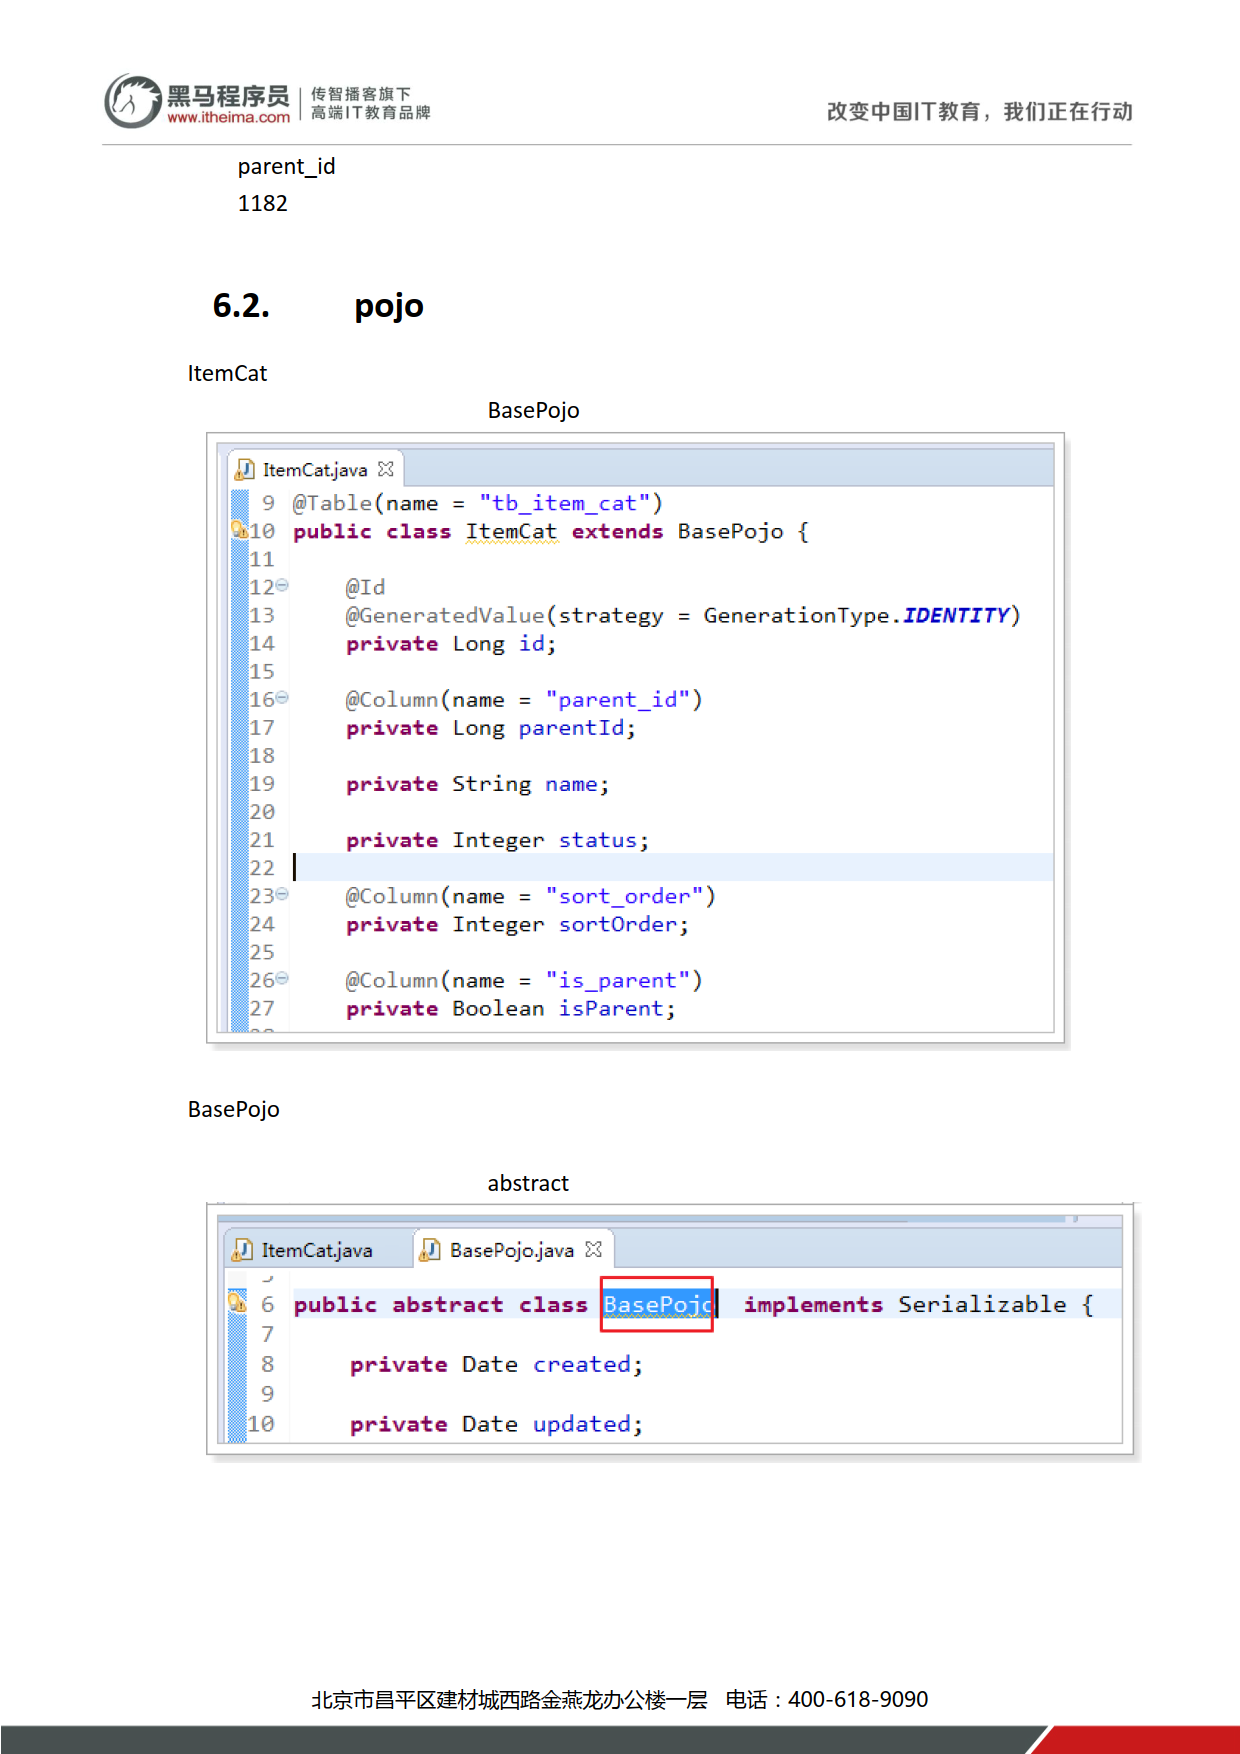 黑马程序员
www.itheima.com
传智播客旗下
高端IT教育品牌
改变中国IT教育，我们正在行动
parent_id
1182
6.2. pojo
ItemCat
BasePojo
ItemCat.java
9 @Table(name = "tb_item_cat")
10 public class ItemCat extends BasePojo {
11
12 @Id
13 @GeneratedValue(strategy = GenerationType.IDENTITY)
14 private Long id;
15
16 @Column(name = "parent_id")
17 private Long parentId;
18
19 private String name;
20
21 private Integer status;
22
23 @Column(name = "sort_order")
24 private Integer sortOrder;
25
26 @Column(name = "is_parent")
27 private Boolean isParent;
BasePojo
abstract
ItemCat.java BasePojo.java
6 public abstract class BasePojo implements Serializable {
7
8 private Date created;
9
10 private Date updated;
北京市昌平区建材城西路金燕龙办公楼一层 电话：400-618-9090